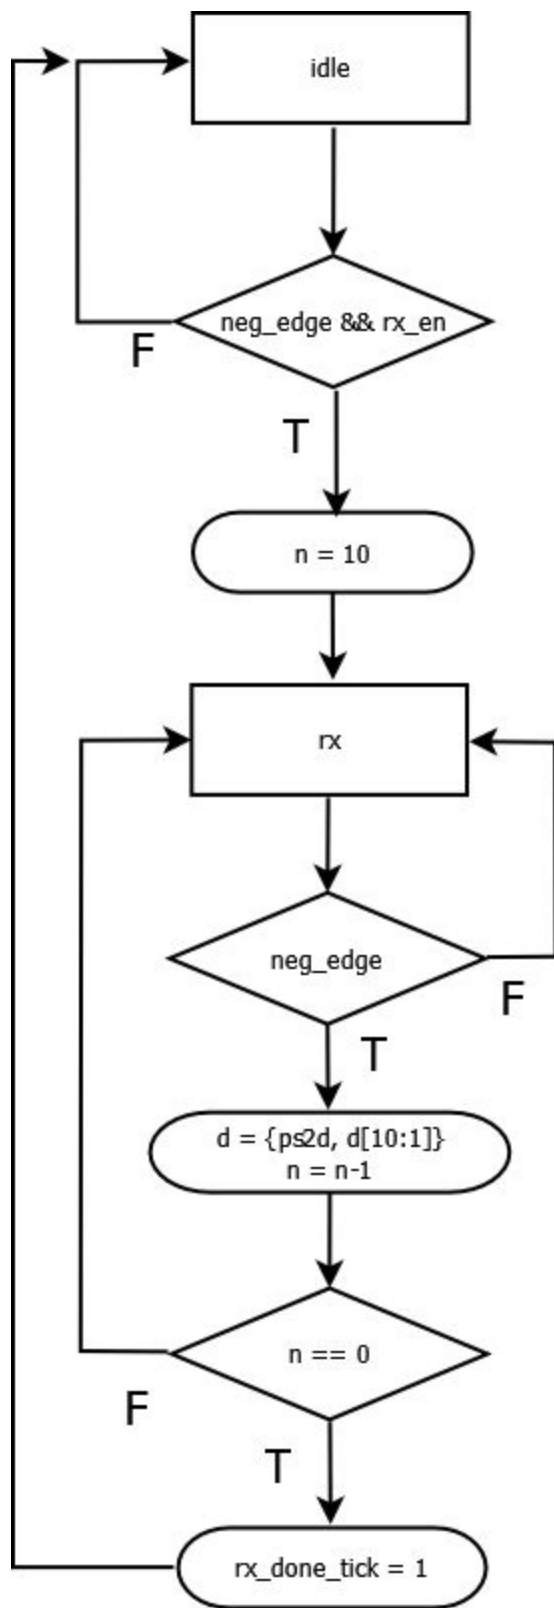 idle
neg_edge && rx_en
F
T
n = 10
rx
neg_edge
F
T
d = {ps2d, d[10:1]}
n = n-1
n == 0
F
T
rx_done_tick = 1